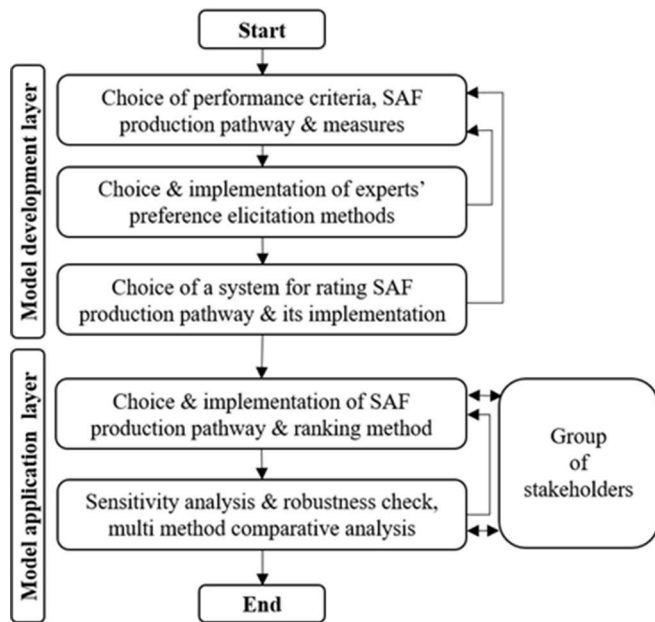 Start
Model development layer
Choice of performance criteria, SAF
production pathway & measures
Choice & implementation of experts’
preference elicitation methods
Choice of a system for rating SAF
production pathway & its implementation
Model application layer
Choice & implementation of SAF
production pathway & ranking method
Group
of
stakeholders
Sensitivity analysis & robustness check,
multi method comparative analysis
End